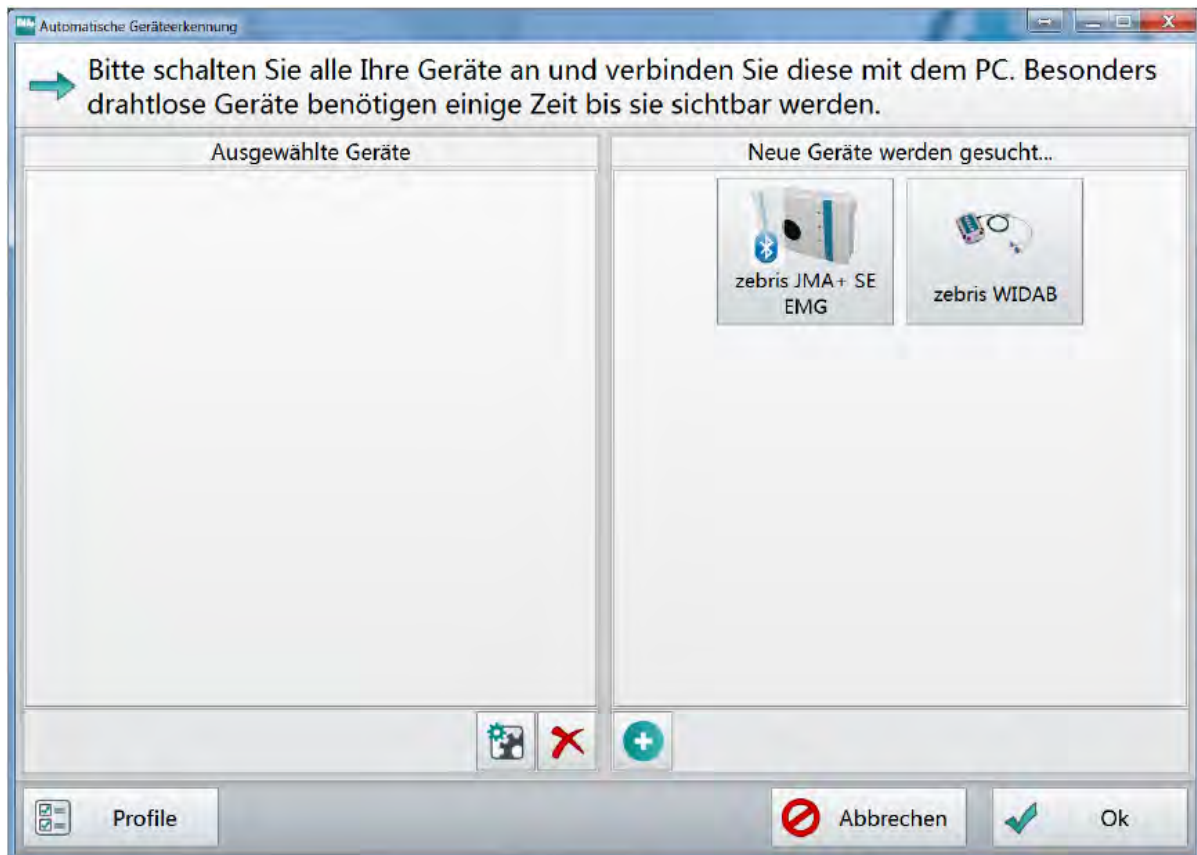 Automatische Geräteerkennung
Bitte schalten Sie alle Ihre Geräte an und verbinden Sie diese mit dem PC. Besonders
drahtlose Geräte benötigen einige Zeit bis sie sichtbar werden.
Ausgewählte Geräte
Neue Geräte werden gesucht...
zebris JMA+ SE
EMG
zebris WIDAB
Profile
Abbrechen
Ok